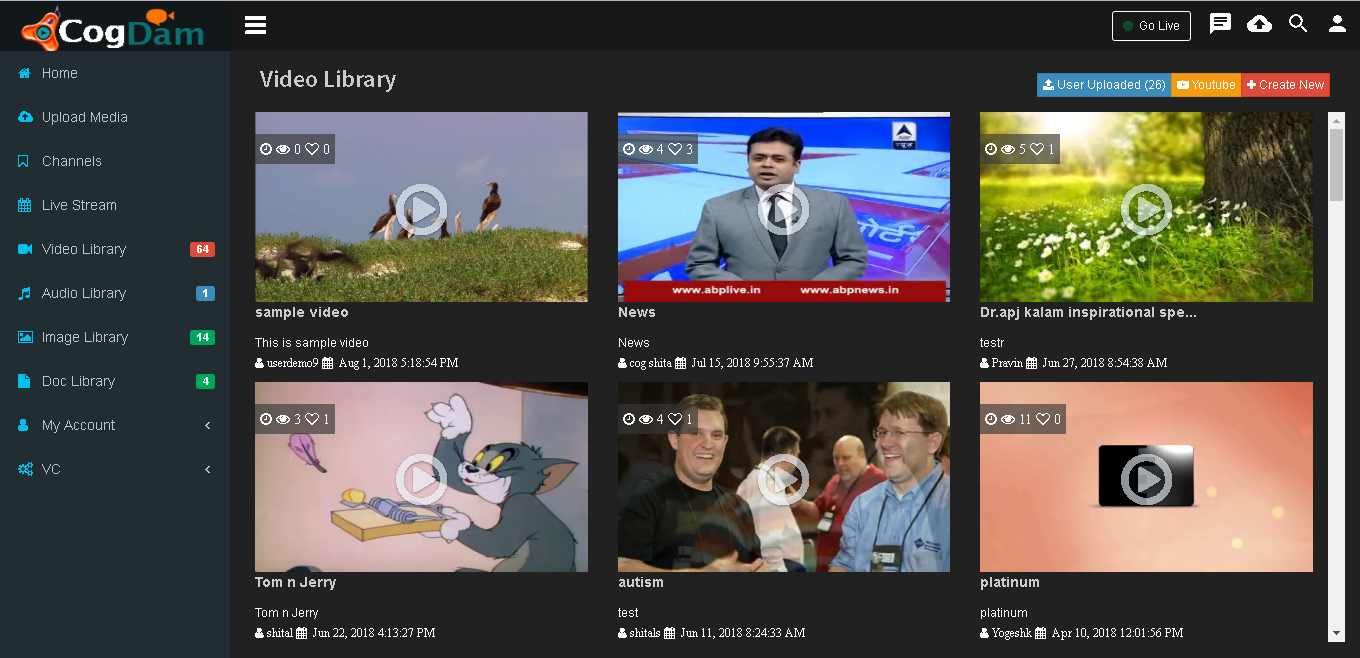 CogDam
Go Live
Home
Upload Media
Channels
Live Stream
Video Library 64
Audio Library 1
Image Library 14
Doc Library 4
My Account
VC
Video Library
User Uploaded (26) Youtube Create New
0 0
sample video
This is sample video
userdemo9 Aug 1, 2018 5:18:54 PM
4 3
www.abplive.in www.abpnews.in
News
News
cog shita Jul 15, 2018 9:55:37 AM
5 1
Dr.apj kalam inspirational spe...
testr
Pravin Jun 27, 2018 8:54:38 AM
3 1
Tom n Jerry
Tom n Jerry
shital Jun 22, 2018 4:13:27 PM
4 1
autism
test
shitals Jun 11, 2018 8:24:33 AM
11 0
platinum
platinum
Yogeshk Apr 10, 2018 12:01:56 PM